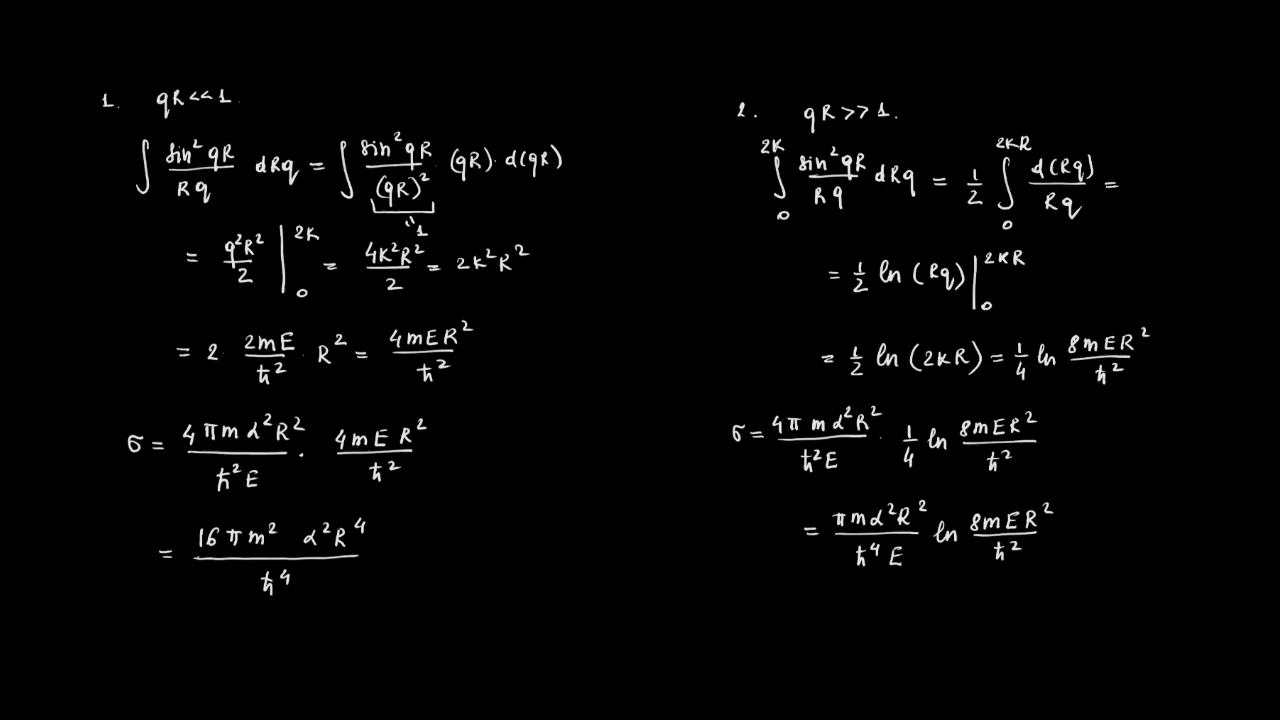 1. qR<<1.
∫ sin²qR/Rq dRq = ∫ sin²qR/(qR)² · (qR) · d(qR)
"1
= q²R²/2 |₀^2K = 4K²R²/2 = 2K²R²
= 2 · 2mE/ħ² · R² = 4mER²/ħ²
σ = 4πmα²R²/ħ²E · 4mER²/ħ²
= 16πm² α²R⁴/ħ⁴
2. qR>>1.
∫₀^2K sin²qR/Rq dRq = 1/2 ∫₀^2KR d(Rq)/Rq =
= 1/2 ln(Rq) |₀^2KR
= 1/2 ln(2KR) = 1/4 ln 8mER²/ħ²
σ = 4πmα²R²/ħ²E · 1/4 ln 8mER²/ħ²
= πmα²R²/ħ⁴E ln 8mER²/ħ²